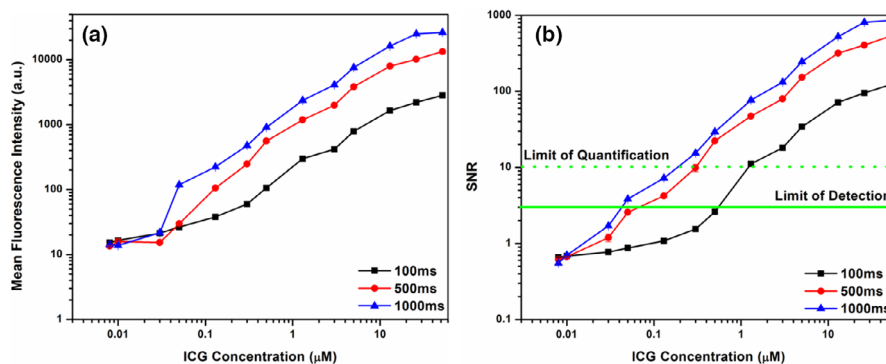 (a)
Mean Fluorescence Intensity (a.u.)
10000
1000
100
10
1
0.01
0.1
1
10
ICG Concentration (μM)
100ms
500ms
1000ms
(b)
SNR
1000
100
10
1
0.1
Limit of Quantification
Limit of Detection
0.01
0.1
1
10
ICG Concentration (μM)
100ms
500ms
1000ms